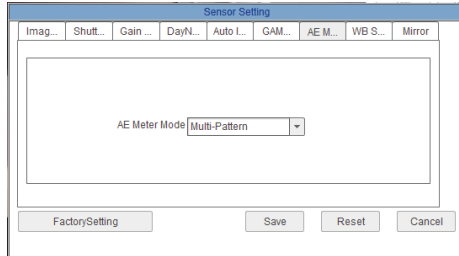 Sensor Setting
Imag... Shutt... Gain ... DayN... Auto I... GAM... AE M... WB S... Mirror
AE Meter Mode Multi-Pattern
FactorySetting Save Reset Cancel